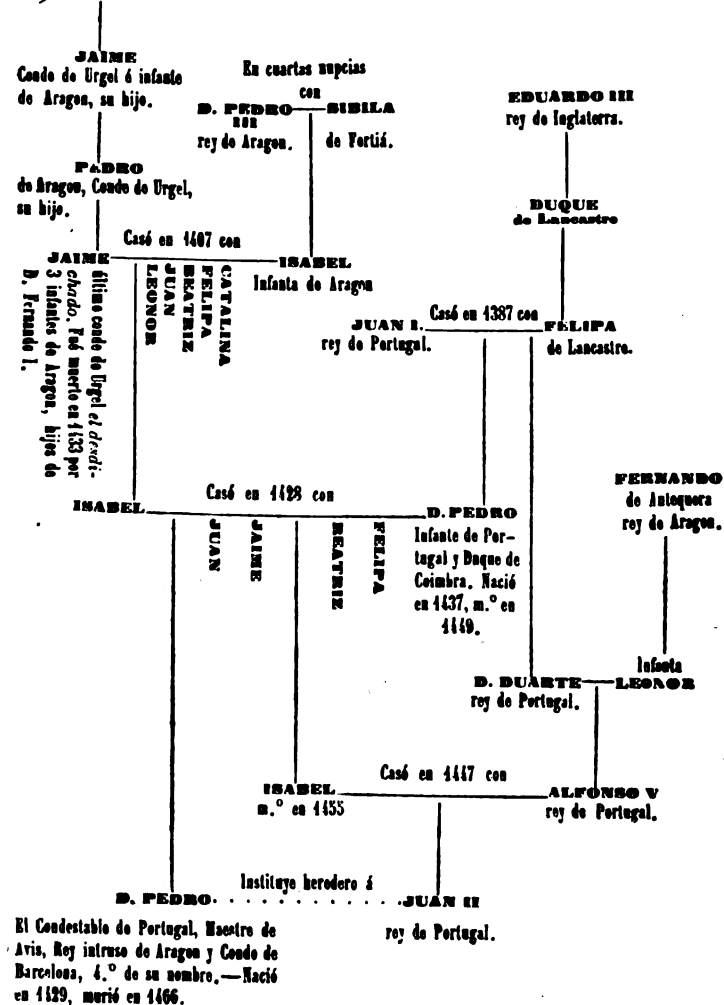 JAIME
Conde de Urgel é infante
de Aragon, su hijo.
En cuartas nupcias
con
D. PEDRO
III
rey de Aragon.
SIBILA
de Fortiá.
EDUARDO III
rey de Inglaterra.
PEDRO
de Aragon, Conde de Urgel,
su hijo.
DUQUE
de Lancastro
JAIME
Casó en 1407 con
ISABEL
Infanta de Aragon
último conde de Urgel el desdi-
chado. Fué muerto en 1433 por
3 infantes de Aragon, hijos de
D. Fernando I.
LEONOR
JUAN
BEATRIZ
FELIPA
CATALINA
JUAN I.
rey de Portugal.
Casó en 1387 con
FELIPA
de Lancastro.
ISABEL
Casó en 1428 con
D. PEDRO
Infante de Por-
tugal y Duque de
Coimbra. Nació
en 1437, m.º en
1449.
JUAN
JAIME
BEATRIZ
FELIPA
FERNANDO
de Antequera
rey de Aragon.
D. DUARTE
rey de Portugal.
Infanta
LEONOR
ISABEL
m.º en 1455
Casó en 1447 con
ALFONSO V
rey de Portugal.
D. PEDRO
Instituye heredero á
JUAN II
rey de Portugal.
El Condestable de Portugal, Maestre de
Avis, Rey intruso de Aragon y Conde de
Barcelona, 4.º de su nombre.—Nació
en 1429, murió en 1466.